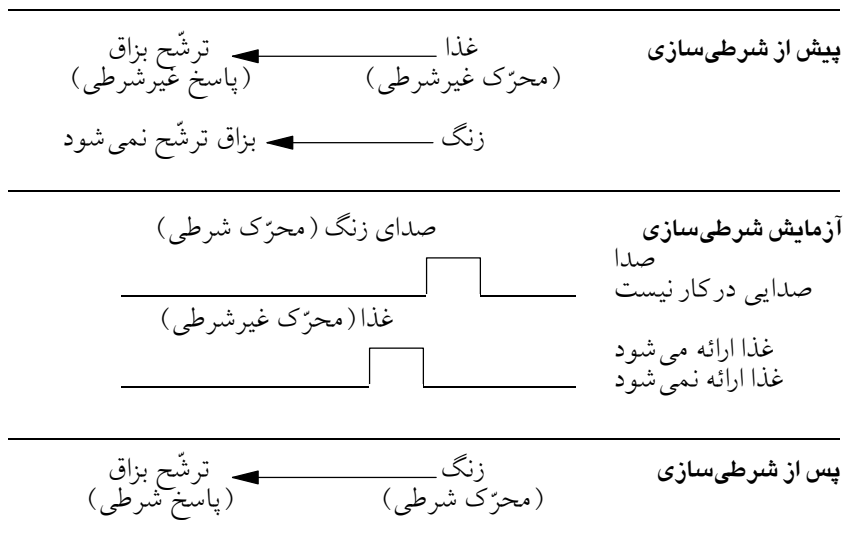 پیش از شرطی‌سازی غذا ترشّح بزاق
(محرّک غیرشرطی) (پاسخ غیرشرطی)
زنگ بزاق ترشّح نمی‌شود
آزمایش شرطی‌سازی صدای زنگ (محرّک شرطی)
صدا
صدایی در کار نیست
غذا (محرّک غیرشرطی)
غذا ارائه می‌شود
غذا ارائه نمی‌شود
پس از شرطی‌سازی زنگ ترشّح بزاق
(محرّک شرطی) (پاسخ شرطی)